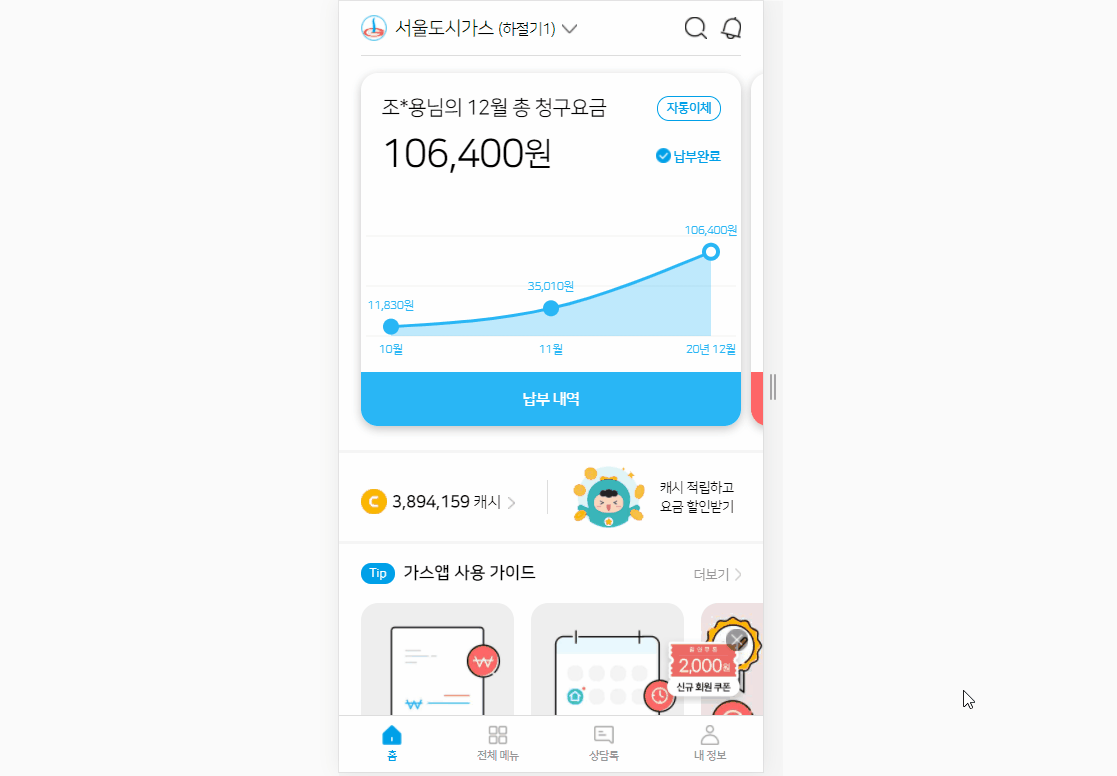 서울도시가스 (하절기1)
조*용님의 12월 총 청구요금
자동이체
106,400원
납부완료
106,400원
35,010원
11,830원
10월
11월
20년 12월
납부 내역
C
3,894,159 캐시
캐시 적립하고
요금 할인받기
Tip
가스앱 사용 가이드
더보기
2,000원
신규 회원 쿠폰
홈
전체 메뉴
상담톡
내 정보